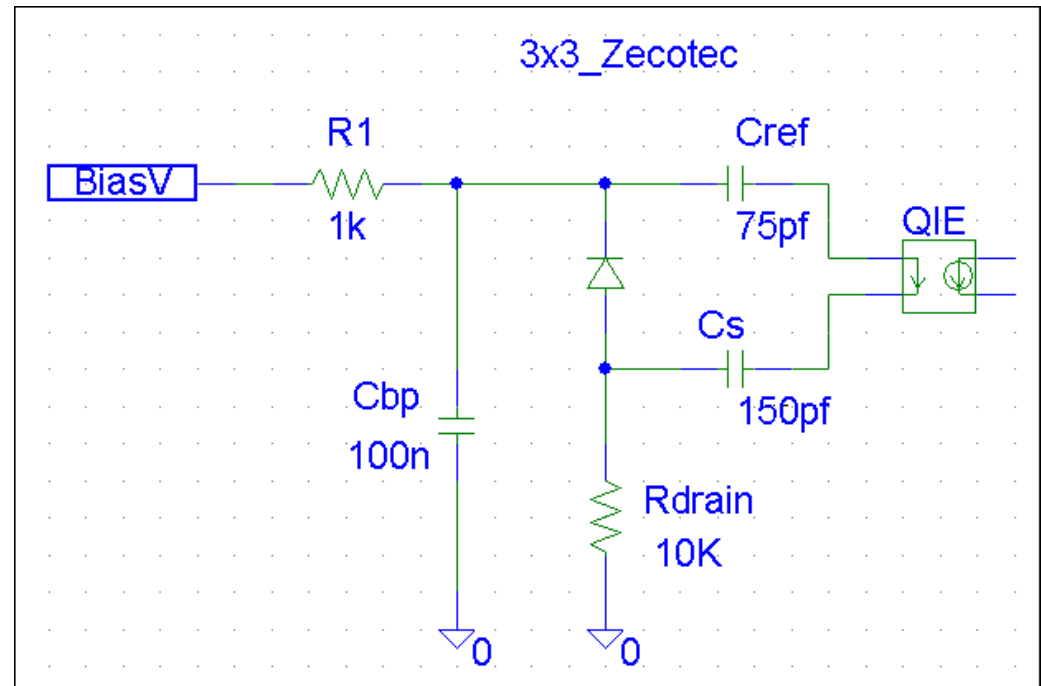 3x3_Zecotec
R1
Cref
BiasV
1k
75pf
QIE
Cs
Cbp
150pf
100n
Rdrain
10K
0
0